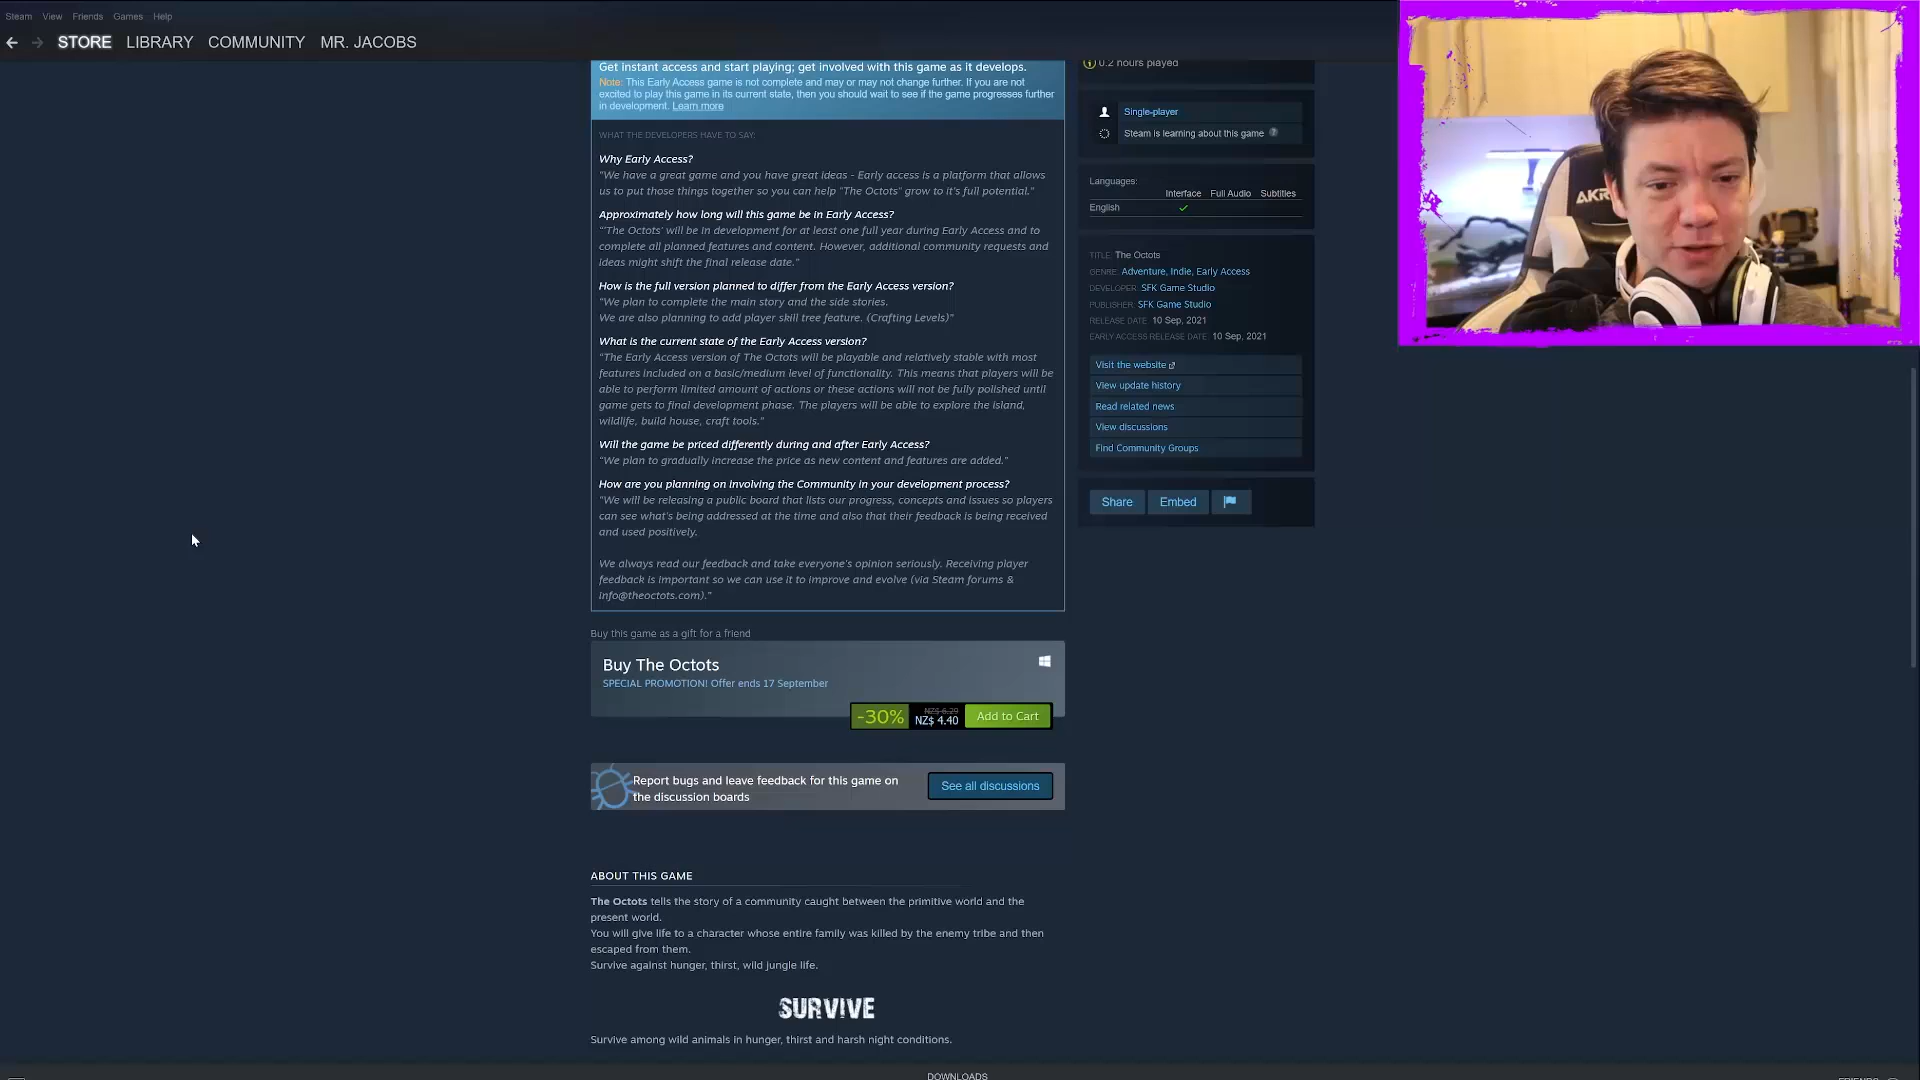 Steam View Friends Games Help
STORE LIBRARY COMMUNITY MR. JACOBS
Get instant access and start playing; get involved with this game as it develops.
Note: This Early Access game is not complete and may or may not change further. If you are not
excited to play this game in its current state, then you should wait to see if the game progresses further
in development. Learn more
WHAT THE DEVELOPERS HAVE TO SAY:
Why Early Access?
"We have a great game and you have great ideas - Early access is a platform that allows
us to put those things together so you can help "The Octots" grow to it's full potential."
Approximately how long will this game be in Early Access?
"'The Octots' will be in development for at least one full year during Early Access and to
complete all planned features and content. However, additional community requests and
ideas might shift the final release date."
How is the full version planned to differ from the Early Access version?
"We plan to complete the main story and the side stories.
We are also planning to add player skill tree feature. (Crafting Levels)"
What is the current state of the Early Access version?
"The Early Access version of The Octots will be playable and relatively stable with most
features included on a basic/medium level of functionality. This means that players will be
able to perform limited amount of actions or these actions will not be fully polished until
game gets to final development phase. The players will be able to explore the island,
wildlife, build house, craft tools."
Will the game be priced differently during and after Early Access?
"We plan to gradually increase the price as new content and features are added."
How are you planning on involving the Community in your development process?
"We will be releasing a public board that lists our progress, concepts and issues so players
can see what's being addressed at the time and also that their feedback is being received
and used positively.
We always read our feedback and take everyone's opinion seriously. Receiving player
feedback is important so we can use it to improve and evolve (via Steam forums &
info@theoctots.com)."
Buy this game as a gift for a friend
Buy The Octots
SPECIAL PROMOTION! Offer ends 17 September
-30% NZ$ 6.29 NZ$ 4.40 Add to Cart
Report bugs and leave feedback for this game on
the discussion boards
See all discussions
ABOUT THIS GAME
The Octots tells the story of a community caught between the primitive world and the
present world.
You will give life to a character whose entire family was killed by the enemy tribe and then
escaped from them.
Survive against hunger, thirst, wild jungle life.
SURVIVE
Survive among wild animals in hunger, thirst and harsh night conditions.
0.2 hours played
Single-player
Steam is learning about this game ?
Languages:
Interface Full Audio Subtitles
English ✓
TITLE: The Octots
GENRE: Adventure, Indie, Early Access
DEVELOPER: SFK Game Studio
PUBLISHER: SFK Game Studio
RELEASE DATE: 10 Sep, 2021
EARLY ACCESS RELEASE DATE: 10 Sep, 2021
Visit the website
View update history
Read related news
View discussions
Find Community Groups
Share Embed
DOWNLOADS